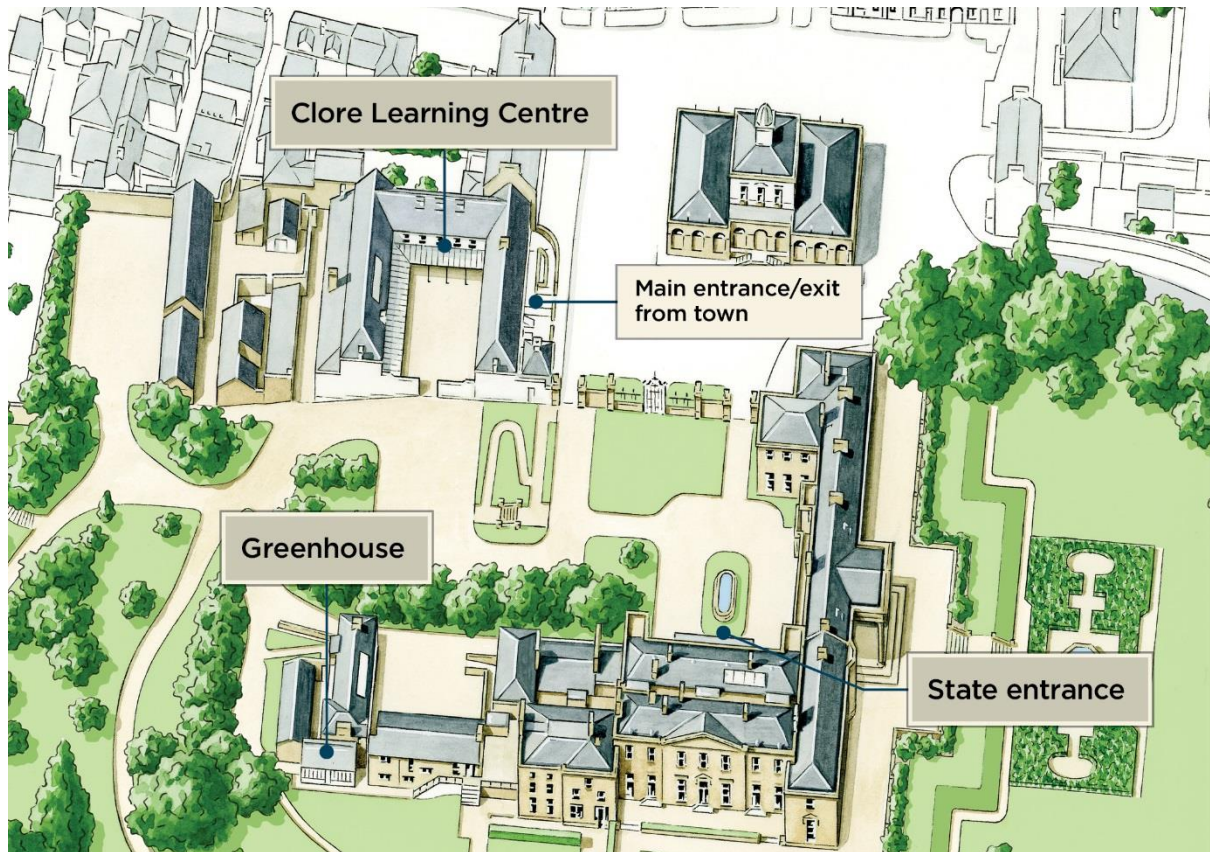 Clore Learning Centre
Main entrance/exit
from town
Greenhouse
State entrance